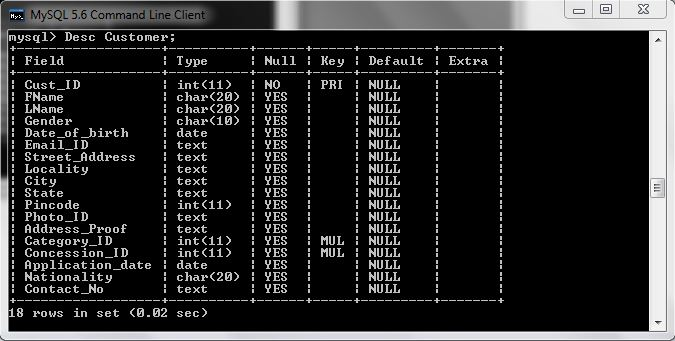 MySQL 5.6 Command Line Client
mysql> Desc Customer;
+------------------+----------+------+-----+---------+-------+
| Field            | Type     | Null | Key | Default | Extra |
+------------------+----------+------+-----+---------+-------+
| Cust_ID          | int(11)  | NO   | PRI | NULL    |       |
| FName            | char(20) | YES  |     | NULL    |       |
| LName            | char(20) | YES  |     | NULL    |       |
| Gender           | char(10) | YES  |     | NULL    |       |
| Date_of_birth    | date     | YES  |     | NULL    |       |
| Email_ID         | text     | YES  |     | NULL    |       |
| Street_Address   | text     | YES  |     | NULL    |       |
| Locality         | text     | YES  |     | NULL    |       |
| City             | text     | YES  |     | NULL    |       |
| State            | text     | YES  |     | NULL    |       |
| Pincode          | int(11)  | YES  |     | NULL    |       |
| Photo_ID         | text     | YES  |     | NULL    |       |
| Address_Proof    | text     | YES  |     | NULL    |       |
| Category_ID      | int(11)  | YES  | MUL | NULL    |       |
| Concession_ID    | int(11)  | YES  | MUL | NULL    |       |
| Application_date | date     | YES  |     | NULL    |       |
| Nationality      | char(20) | YES  |     | NULL    |       |
| Contact_No       | text     | YES  |     | NULL    |       |
+------------------+----------+------+-----+---------+-------+
18 rows in set (0.02 sec)